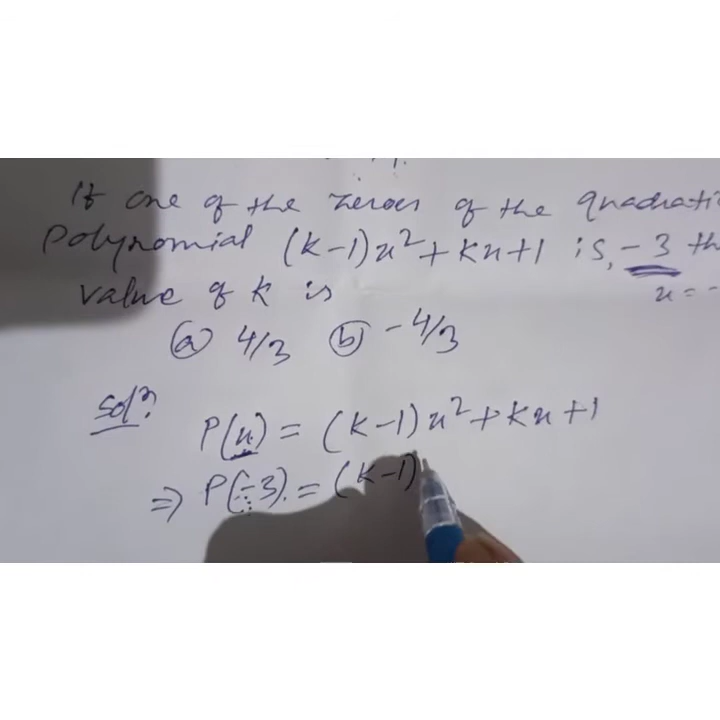 If one of the zeroes of the quadrati
Polynomial (k-1)x²+kx+1 is, -3 th
value of k is
x=-
(a) 4/3 (b) -4/3
Sol?
P(x) = (k-1)x²+kx+1
⇒ P(-3) = (k-1)